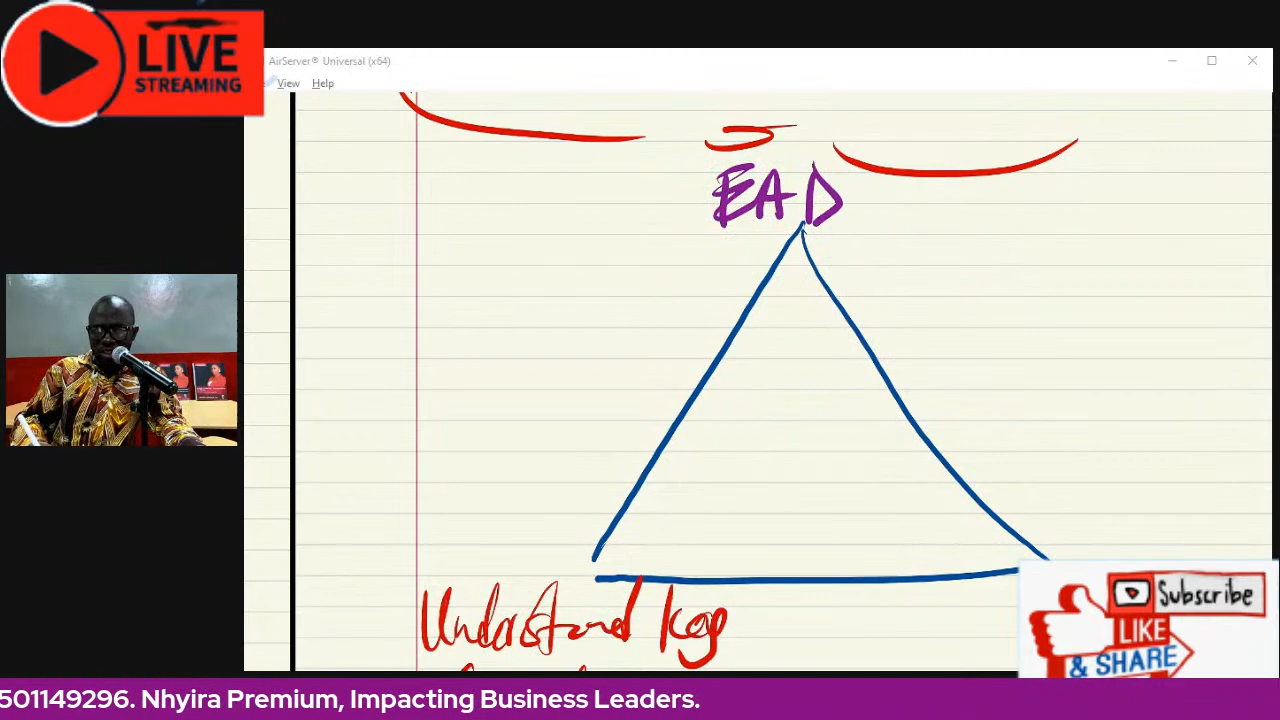 LIVE
STREAMING
AirServer® Universal (x64)
View Help
EAD
Understand key
Subscribe
LIKE
& SHARE
501149296. Nhyira Premium, Impacting Business Leaders.